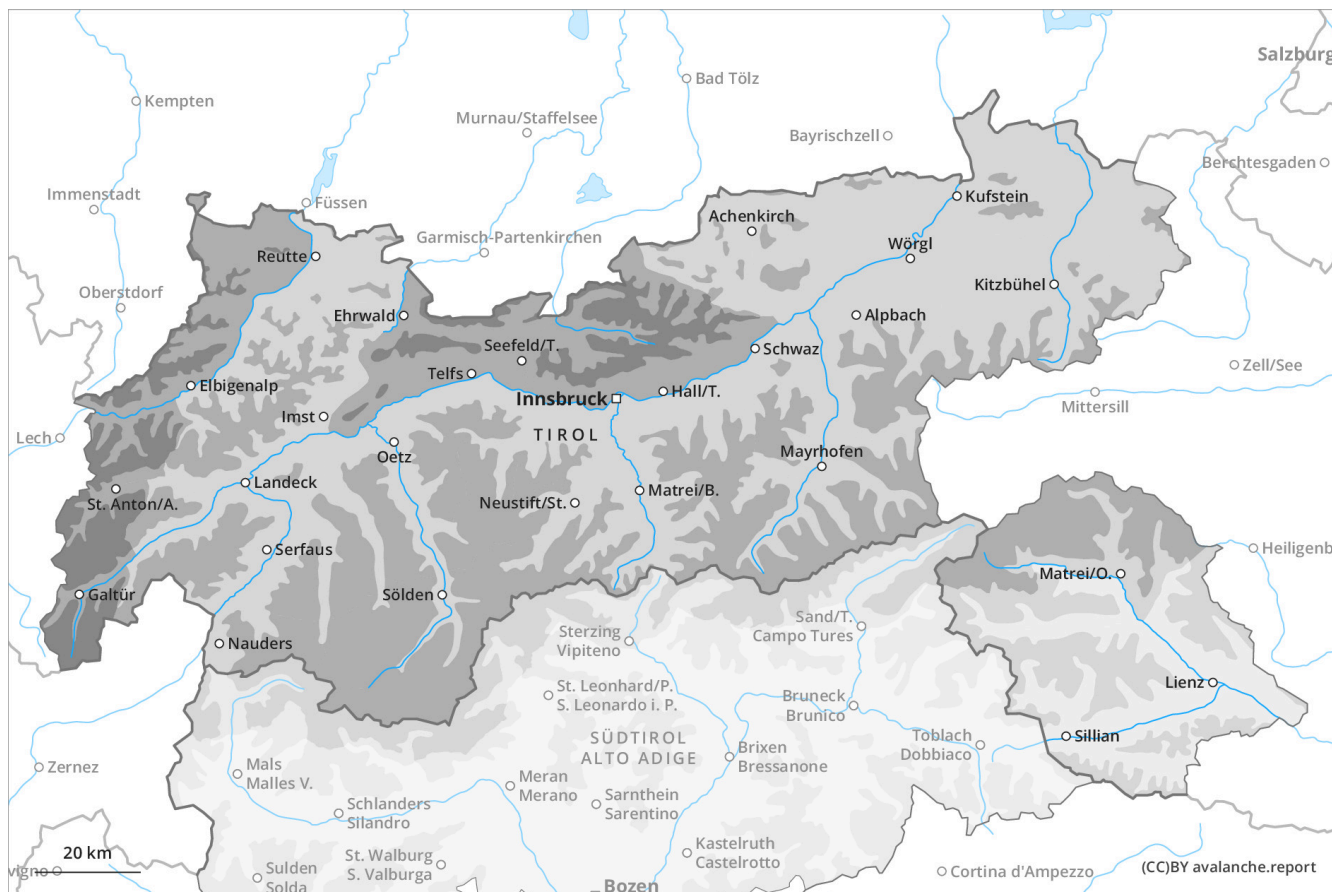 Salzburg
Kempten
Bad Tölz
Murnau/Staffelsee
Bayrischzell
Berchtesgaden
Immenstadt
Füssen
Kufstein
Achenkirch
Garmisch-Partenkirchen
Wörgl
Reutte
Oberstdorf
Kitzbühel
Ehrwald
Alpbach
Seefeld/T.
Schwaz
Zell/See
Telfs
Elbigenalp
Innsbruck
Hall/T.
Mittersill
Imst
Lech
TIROL
Oetz
Mayrhofen
Landeck
Matrei/B.
St. Anton/A.
Neustift/St.
Serfaus
Heiligenb
Matrei/O.
Galtür
Sölden
Sand/T.
Campo Tures
Sterzing
Vipiteno
Nauders
Lienz
St. Leonhard/P.
S. Leonardo i. P.
Bruneck
Brunico
SÜDTIROL
ALTO ADIGE
Sillian
Toblach
Dobbiaco
Brixen
Bressanone
Zernez
Mals
Malles V.
Meran
Merano
Schlanders
Silandro
Sarnthein
Sarentino
Kastelruth
Castelrotto
20 km
St. Walburg
S. Valburga
vigno
Sulden
Solda
Cortina d'Ampezzo
(CC)BY avalanche.report
Bozen